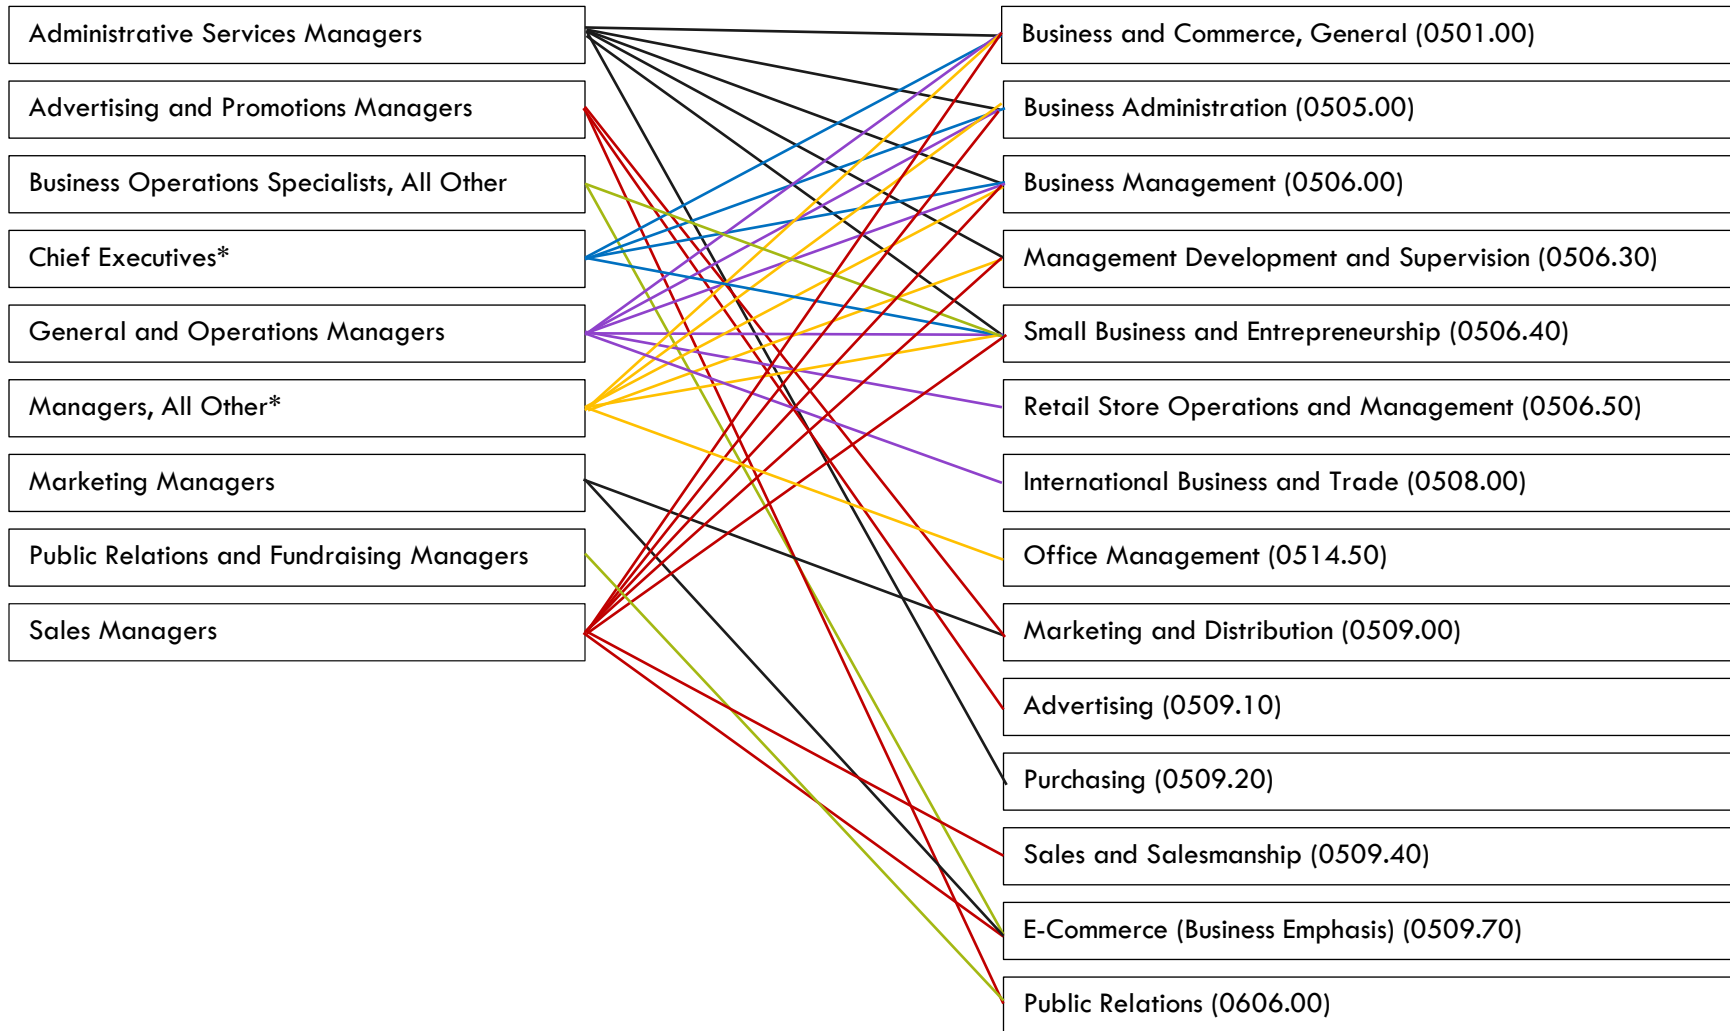 Administrative Services Managers
Advertising and Promotions Managers
Business Operations Specialists, All Other
Chief Executives*
General and Operations Managers
Managers, All Other*
Marketing Managers
Public Relations and Fundraising Managers
Sales Managers
Business and Commerce, General (0501.00)
Business Administration (0505.00)
Business Management (0506.00)
Management Development and Supervision (0506.30)
Small Business and Entrepreneurship (0506.40)
Retail Store Operations and Management (0506.50)
International Business and Trade (0508.00)
Office Management (0514.50)
Marketing and Distribution (0509.00)
Advertising (0509.10)
Purchasing (0509.20)
Sales and Salesmanship (0509.40)
E-Commerce (Business Emphasis) (0509.70)
Public Relations (0606.00)